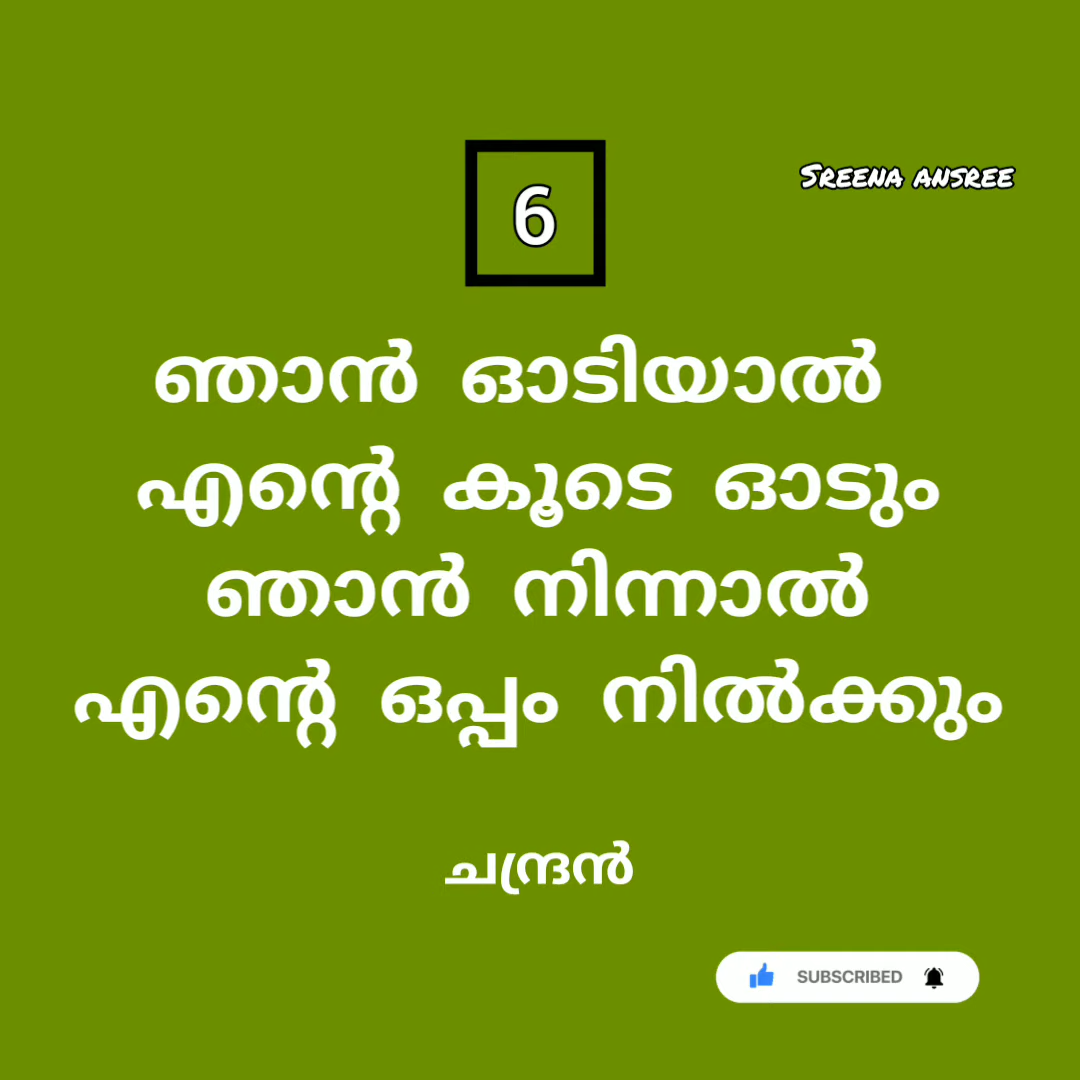 6
Sreena ansree
ഞാൻ ഓടിയാൽ
എന്റെ കൂടെ ഓടും
ഞാൻ നിന്നാൽ
എന്റെ ഒപ്പം നിൽക്കും
ചന്ദ്രൻ
SUBSCRIBED